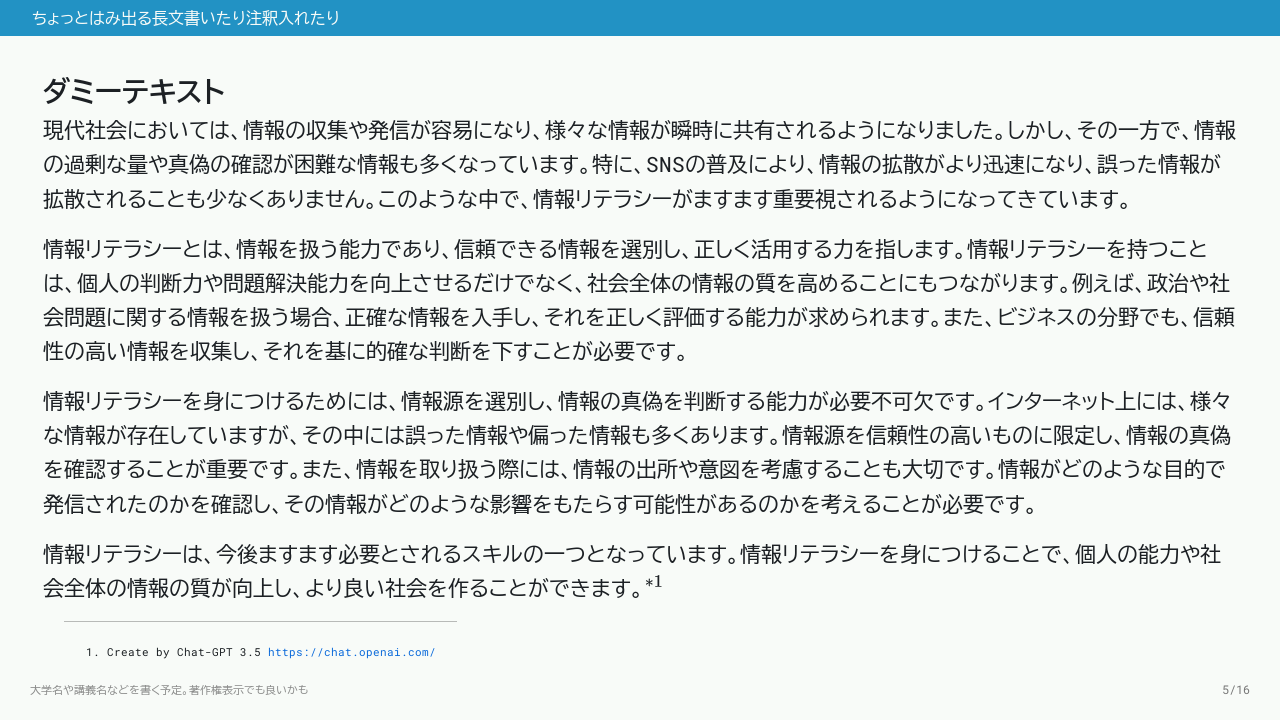 ちょっとはみ出る長文書いたり注釈入れたり
ダミーテキスト
現代社会においては、情報の収集や発信が容易になり、様々な情報が瞬時に共有されるようになりました。しかし、その一方で、情報
の過剰な量や真偽の確認が困難な情報も多くなっています。特に、SNSの普及により、情報の拡散がより迅速になり、誤った情報が
拡散されることも少なくありません。このような中で、情報リテラシーがますます重要視されるようになってきています。
情報リテラシーとは、情報を扱う能力であり、信頼できる情報を選別し、正しく活用する力を指します。情報リテラシーを持つこと
は、個人の判断力や問題解決能力を向上させるだけでなく、社会全体の情報の質を高めることにもつながります。例えば、政治や社
会問題に関する情報を扱う場合、正確な情報を入手し、それを正しく評価する能力が求められます。また、ビジネスの分野でも、信頼
性の高い情報を収集し、それを基に的確な判断を下すことが必要です。
情報リテラシーを身につけるためには、情報源を選別し、情報の真偽を判断する能力が必要不可欠です。インターネット上には、様々
な情報が存在していますが、その中には誤った情報や偏った情報も多くあります。情報源を信頼性の高いものに限定し、情報の真偽
を確認することが重要です。また、情報を取り扱う際には、情報の出所や意図を考慮することも大切です。情報がどのような目的で
発信されたのかを確認し、その情報がどのような影響をもたらす可能性があるのかを考えることが必要です。
情報リテラシーは、今後ますます必要とされるスキルの一つとなっています。情報リテラシーを身につけることで、個人の能力や社
会全体の情報の質が向上し、より良い社会を作ることができます。*1
1. Create by Chat-GPT 3.5 https://chat.openai.com/
大学名や講義名などを書く予定。著作権表示でも良いかも
5/16